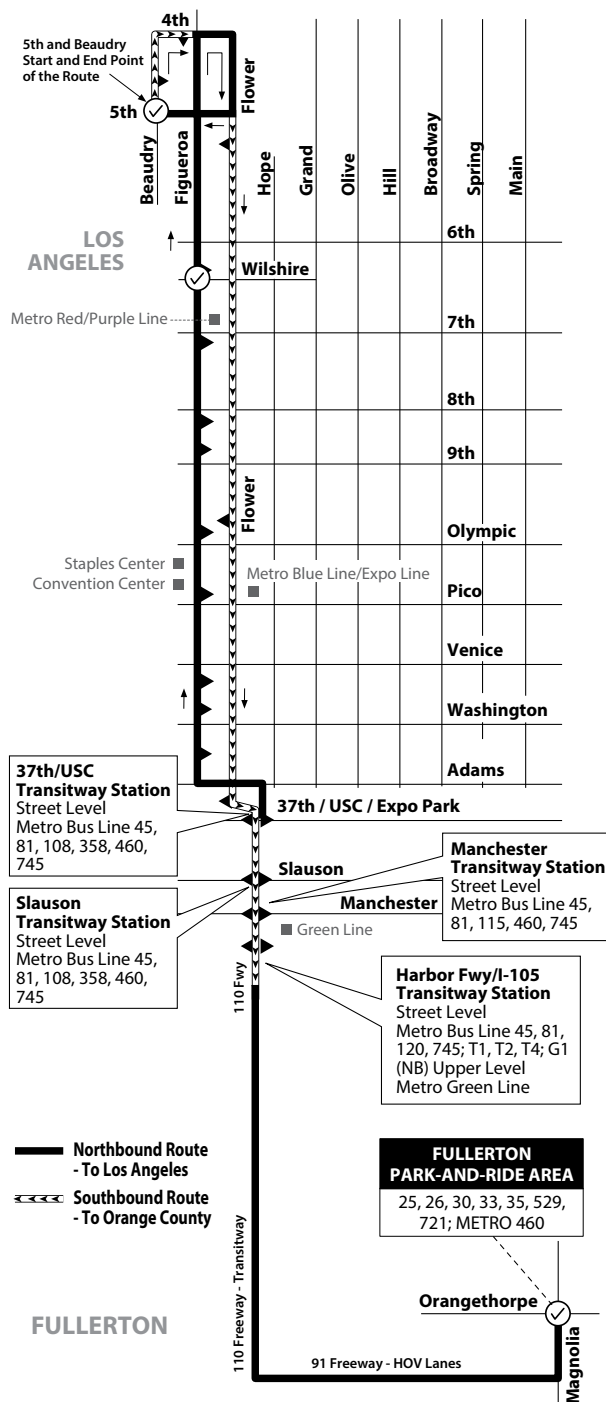 4th
5th and Beaudry
Start and End Point
of the Route
5th
Beaudry
Figueroa
Flower
Hope
Grand
Olive
Hill
Broadway
Spring
Main
LOS
ANGELES
6th
Wilshire
Metro Red/Purple Line
7th
8th
9th
Flower
Olympic
Staples Center
Convention Center
Metro Blue Line/Expo Line
Pico
Venice
Washington
Adams
37th/USC
Transitway Station
Street Level
Metro Bus Line 45,
81, 108, 358, 460,
745
37th / USC / Expo Park
Slauson
Manchester
Transitway Station
Street Level
Metro Bus Line 45,
81, 115, 460, 745
Slauson
Transitway Station
Street Level
Metro Bus Line 45,
81, 108, 358, 460,
745
Manchester
Green Line
110 Fwy
Harbor Fwy/I-105
Transitway Station
Street Level
Metro Bus Line 45, 81,
120, 745; T1, T2, T4; G1
(NB) Upper Level
Metro Green Line
Northbound Route
- To Los Angeles
Southbound Route
- To Orange County
FULLERTON
PARK-AND-RIDE AREA
25, 26, 30, 33, 35, 529,
721; METRO 460
110 Freeway - Transitway
Orangethorpe
FULLERTON
91 Freeway - HOV Lanes
Magnolia